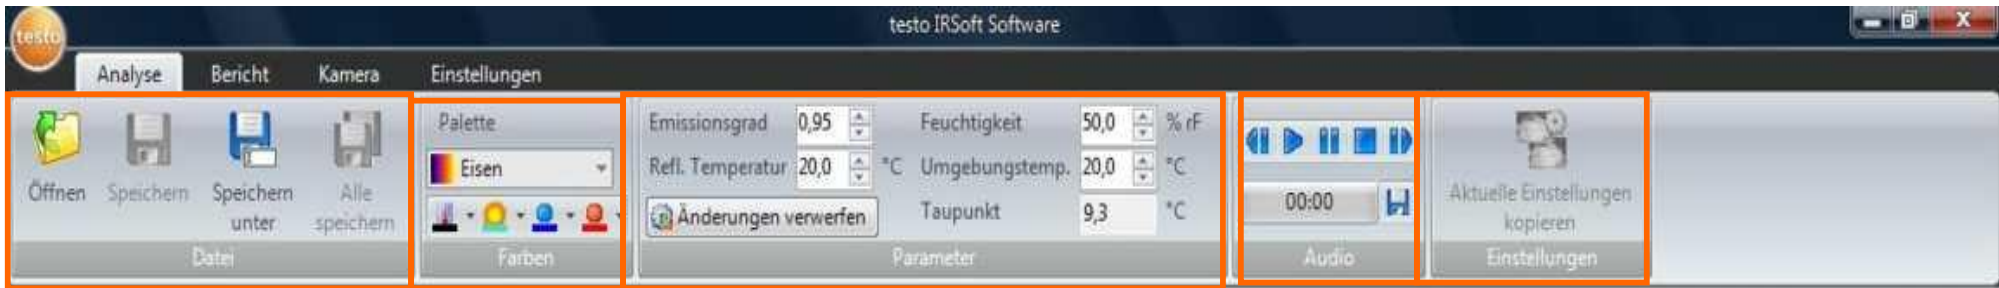 testo
testo IRSoft Software
Analyse Bericht Kamera Einstellungen
Öffnen
Speichern
Speichern
unter
Alle
speichern
Datei
Palette
Eisen
Farben
Emissionsgrad 0,95
Refl. Temperatur 20,0 °C
Änderungen verwerfen
Feuchtigkeit 50,0 % rF
Umgebungstemp. 20,0 °C
Taupunkt 9,3 °C
Parameter
00:00
Audio
Aktuelle Einstellungen
kopieren
Einstellungen